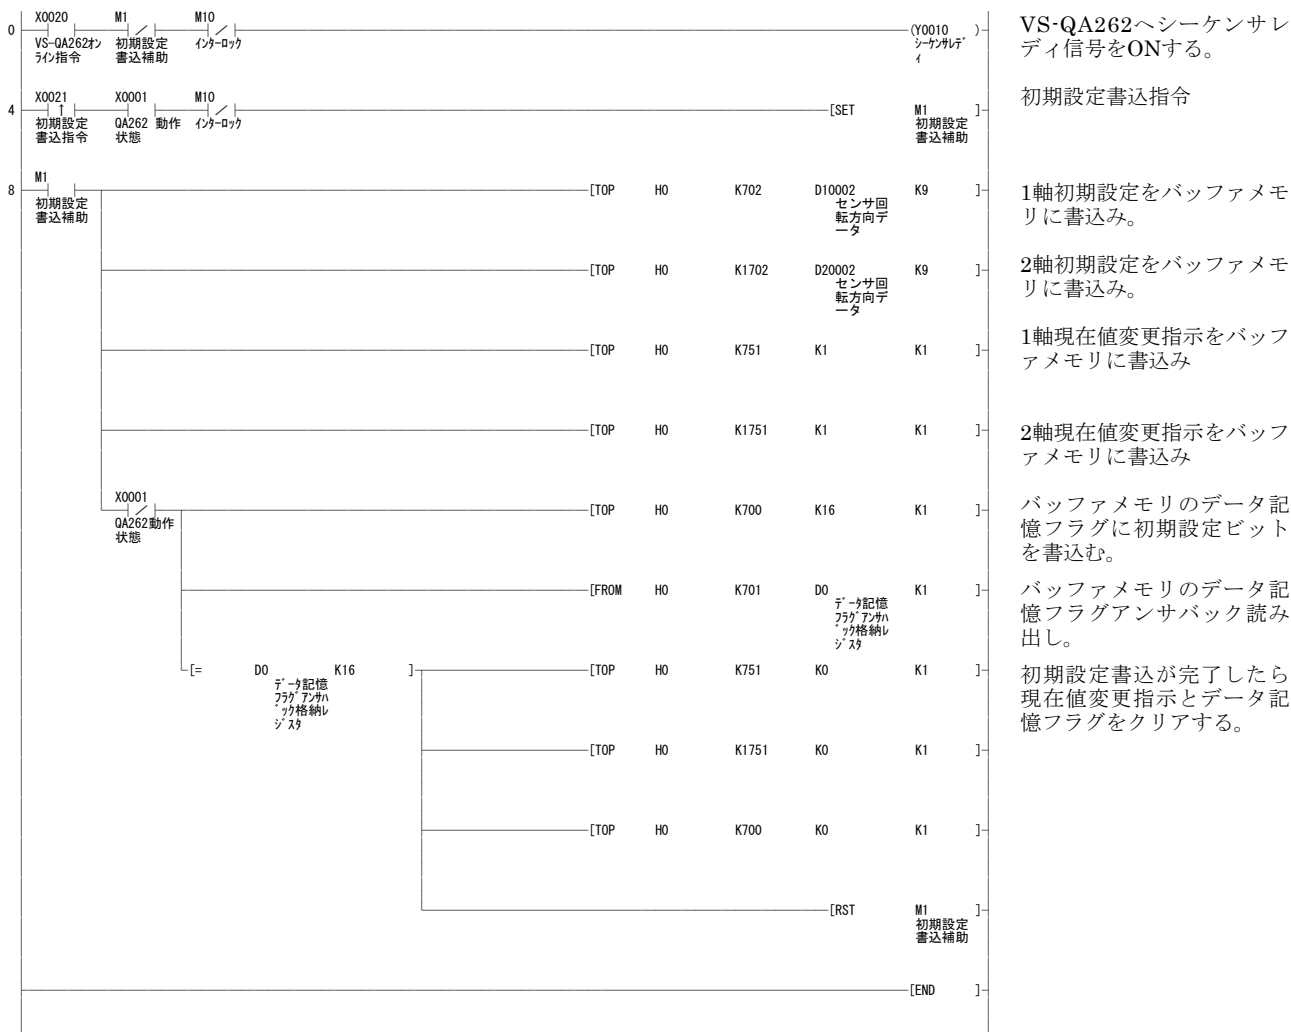 X0020 M1 M10
0 (Y0010 )
VS-QA262ｵﾝ 初期設定 ｲﾝﾀｰﾛｯｸ ｼｰｹﾝｻﾚﾃﾞ
ﾗｲﾝ指令 書込補助 ｨ
VS-QA262へシーケンサレ
ディ信号をONする。
X0021 X0001 M10
4 ↑ [SET M1 ]
初期設定 QA262 動作 ｲﾝﾀｰﾛｯｸ 初期設定
書込指令 状態 書込補助
初期設定書込指令
M1
8 [TOP H0 K702 D10002 K9 ]
初期設定 センサ回
書込補助 転方向デ
ータ
1軸初期設定をバッファメモ
リに書込み。
[TOP H0 K1702 D20002 K9 ]
センサ回
転方向デ
ータ
2軸初期設定をバッファメモ
リに書込み。
[TOP H0 K751 K1 K1 ]
1軸現在値変更指示をバッフ
ァメモリに書込み
[TOP H0 K1751 K1 K1 ]
2軸現在値変更指示をバッフ
ァメモリに書込み
X0001
[TOP H0 K700 K16 K1 ]
QA262動作
状態
バッファメモリのデータ記
憶フラグに初期設定ビット
を書込む。
[FROM H0 K701 D0 K1 ]
ﾃﾞｰﾀ記憶
ﾌﾗｸﾞｱﾝｻﾊ
ﾞｯｸ格納ﾚ
ｼﾞｽﾀ
バッファメモリのデータ記
憶フラグアンサバック読み
出し。
[= D0 K16 ] [TOP H0 K751 K0 K1 ]
ﾃﾞｰﾀ記憶
ﾌﾗｸﾞｱﾝｻﾊ
ﾞｯｸ格納ﾚ
ｼﾞｽﾀ
初期設定書込が完了したら
現在値変更指示とデータ記
憶フラグをクリアする。
[TOP H0 K1751 K0 K1 ]
[TOP H0 K700 K0 K1 ]
[RST M1 ]
初期設定
書込補助
[END ]